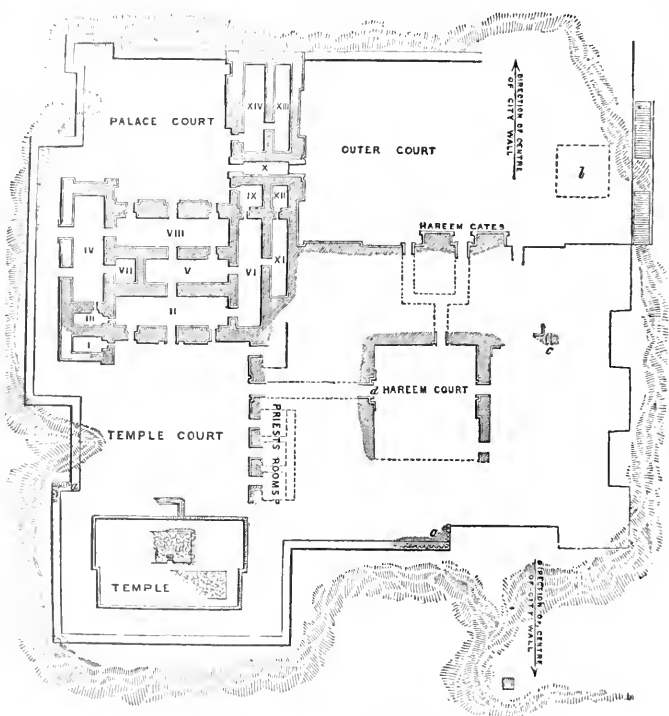 XIV
XIII
PALACE COURT
OUTER COURT
DIRECTION OF CENTRE
OF CITY WALL
X
b
IX
XII
HAREEM GATES
VIII
IV
VII
V
VI
XI
II
III
I
c
d HAREEM COURT
PRIESTS' ROOMS
TEMPLE COURT
a
TEMPLE
DIRECTION OF CENTRE
OF CITY WALL